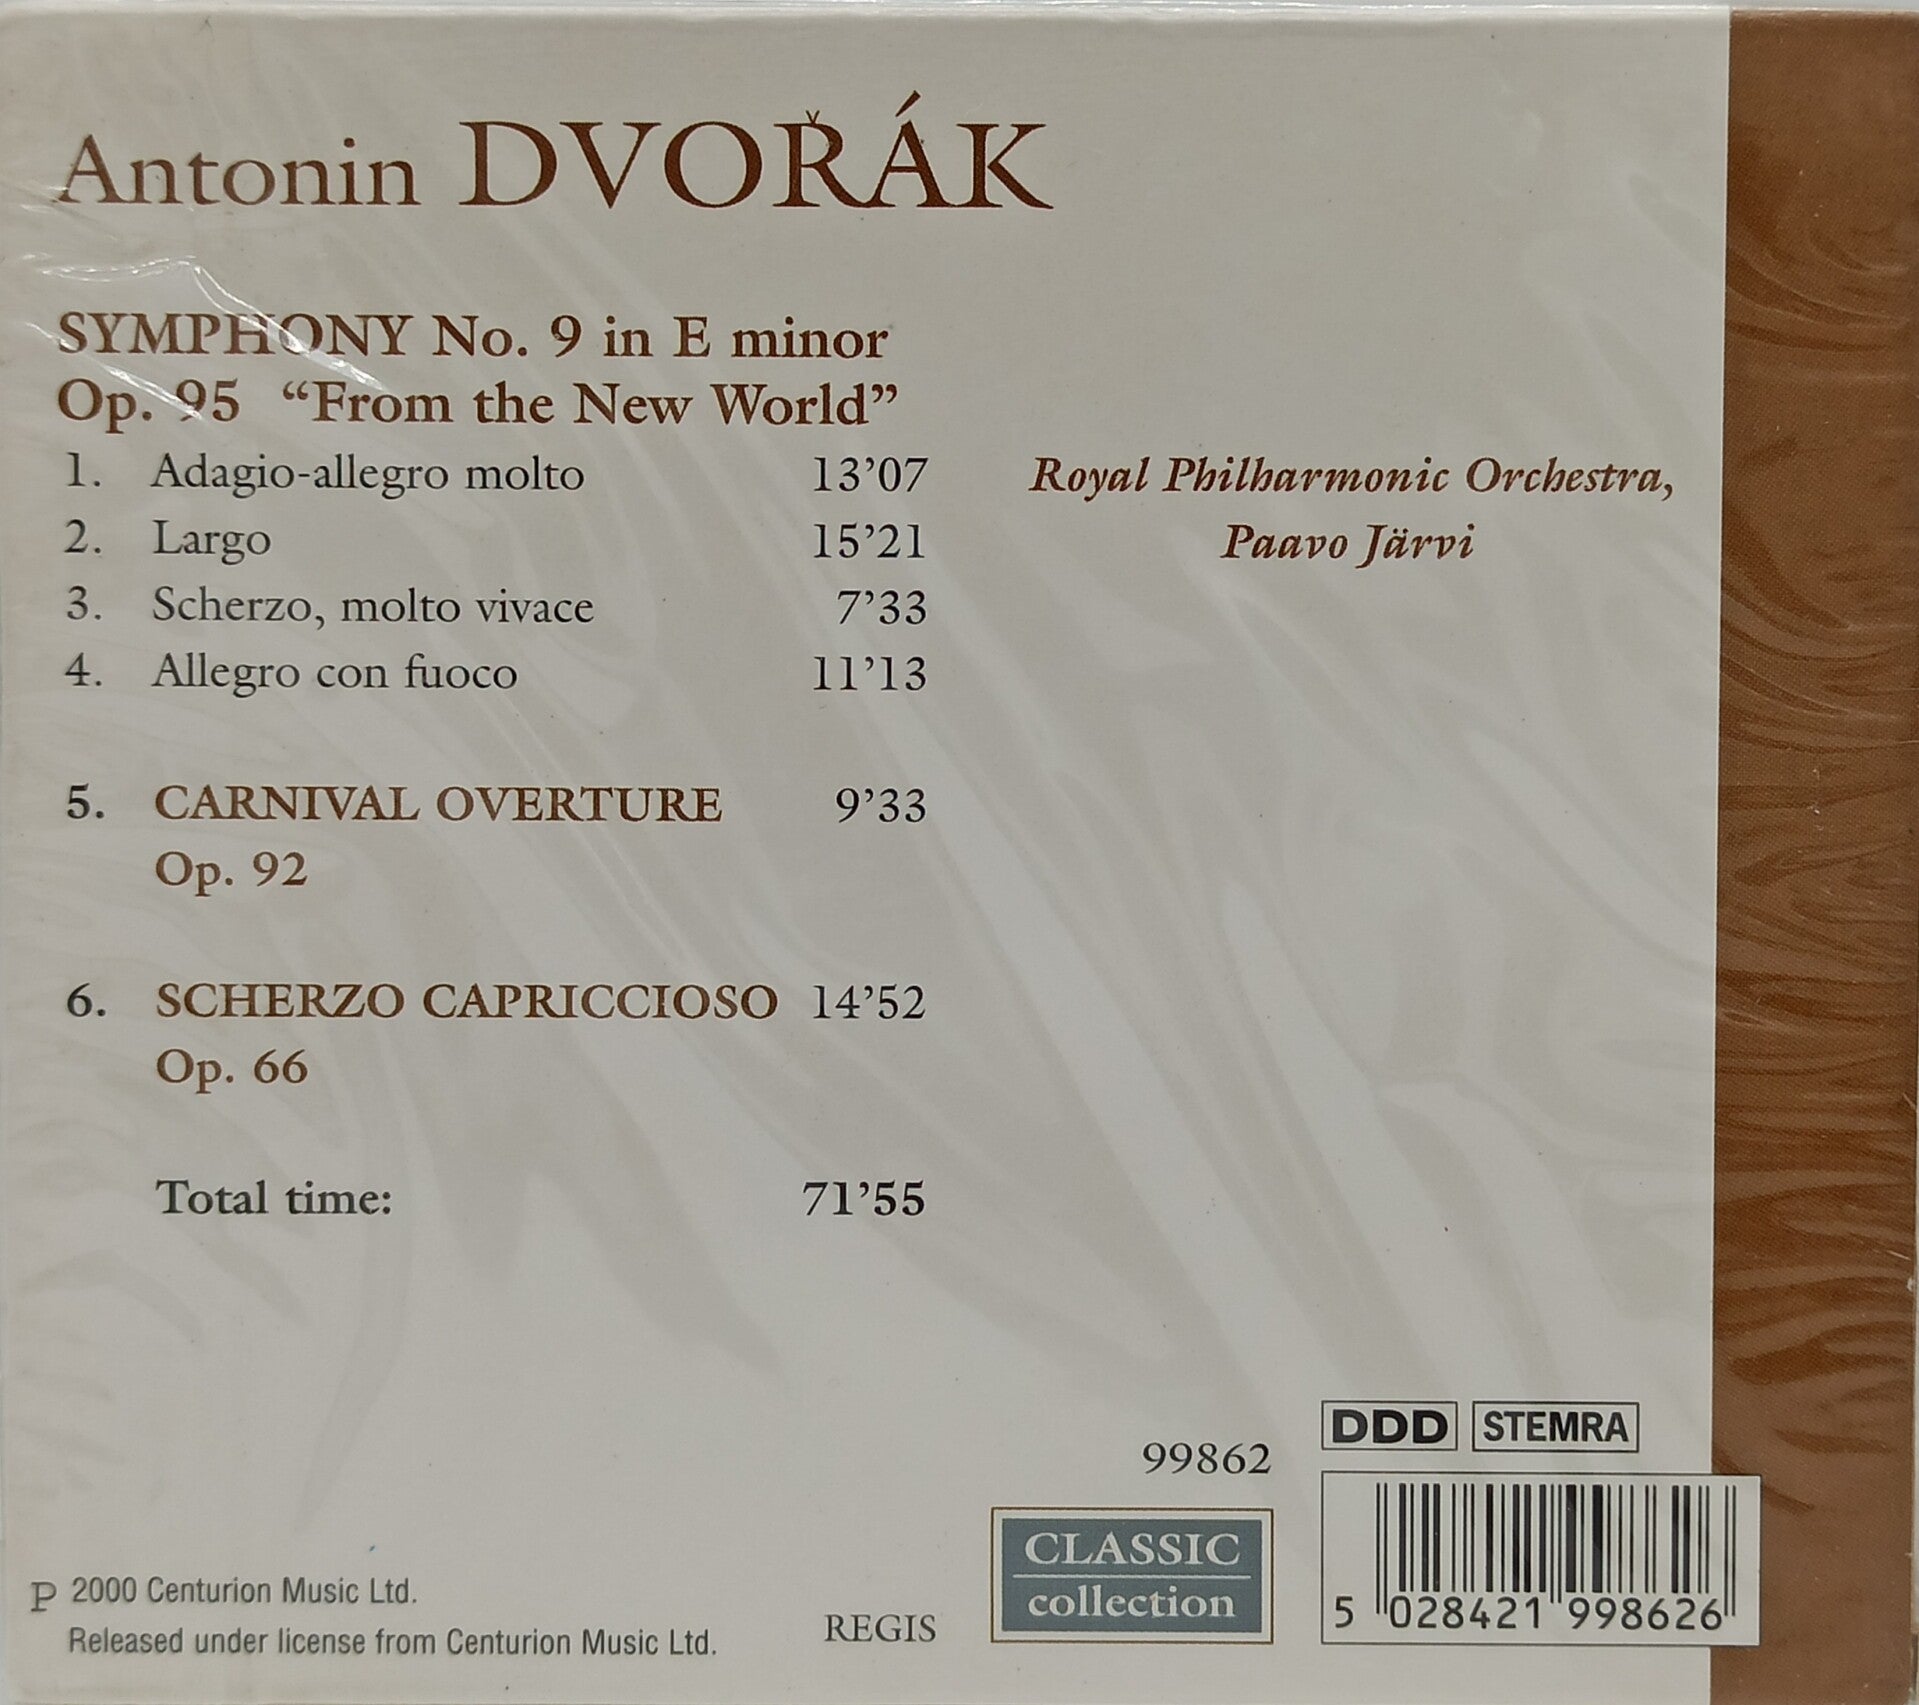 Antonin DVOŘÁK
SYMPHONY No. 9 in E minor
Op. 95 “From the New World”
1. Adagio-allegro molto 13’07
2. Largo 15’21
3. Scherzo, molto vivace 7’33
4. Allegro con fuoco 11’13
Royal Philharmonic Orchestra,
Paavo Järvi
5. CARNIVAL OVERTURE 9’33
Op. 92
6. SCHERZO CAPRICCIOSO 14’52
Op. 66
Total time: 71’55
DDD STEMRA
99862
CLASSIC
collection
5 028421 998626
P 2000 Centurion Music Ltd.
Released under license from Centurion Music Ltd.
REGIS